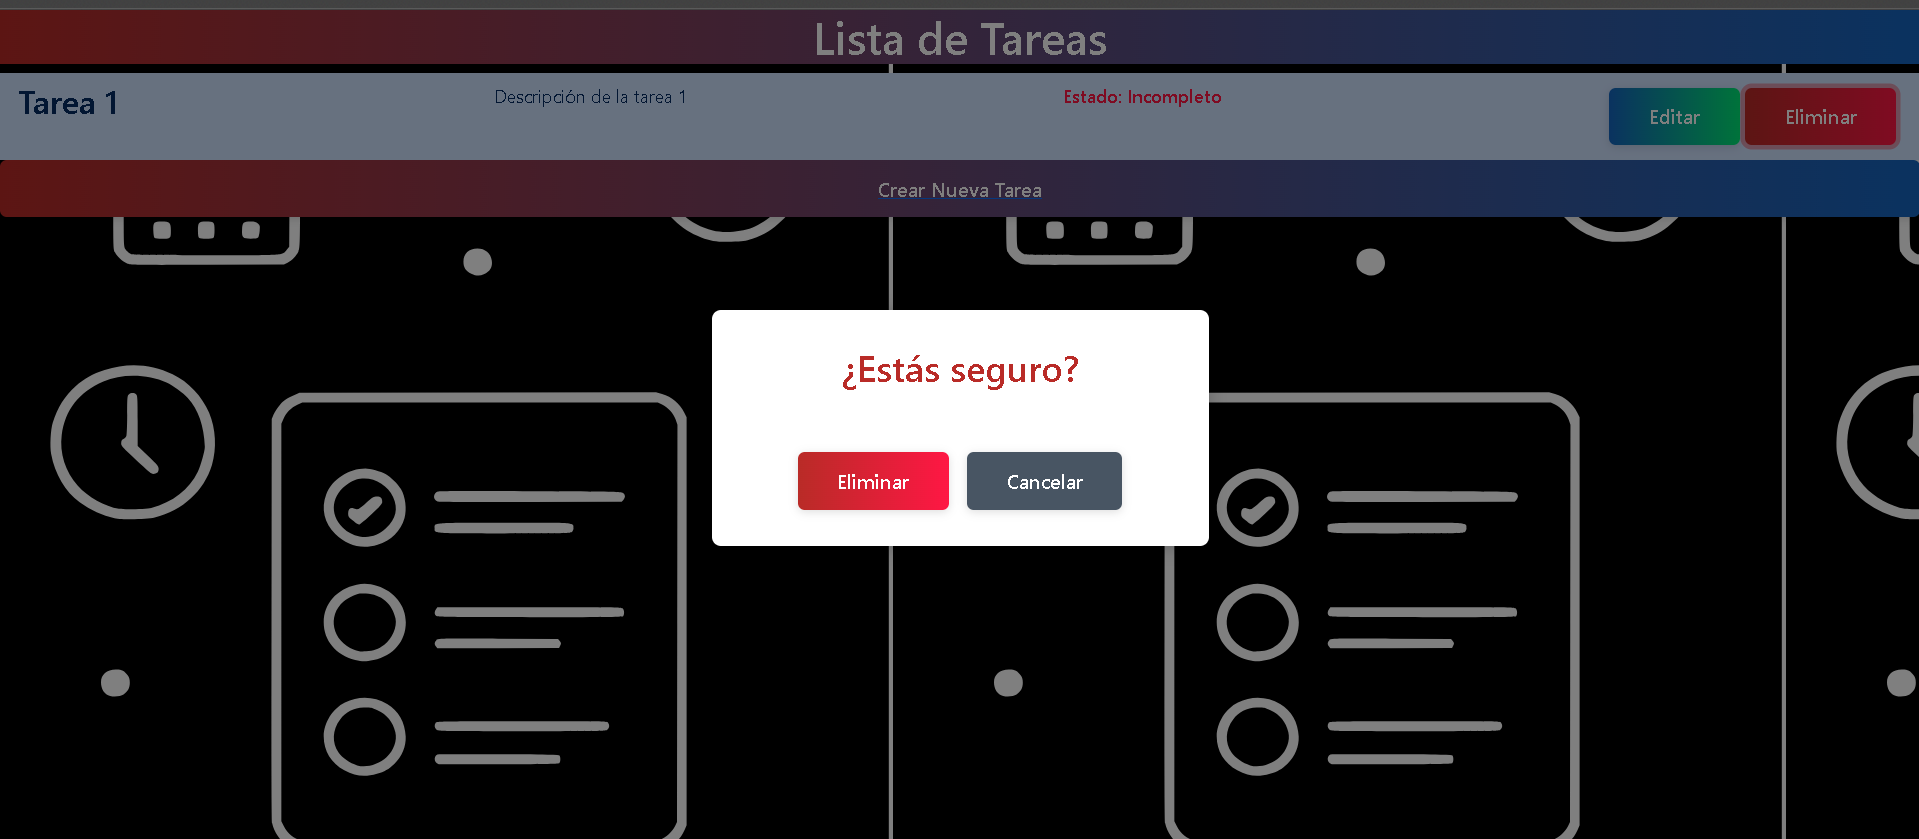 Lista de Tareas
Tarea 1
Descripción de la tarea 1
Estado: Incompleto
Editar
Eliminar
Crear Nueva Tarea
¿Estás seguro?
Eliminar
Cancelar